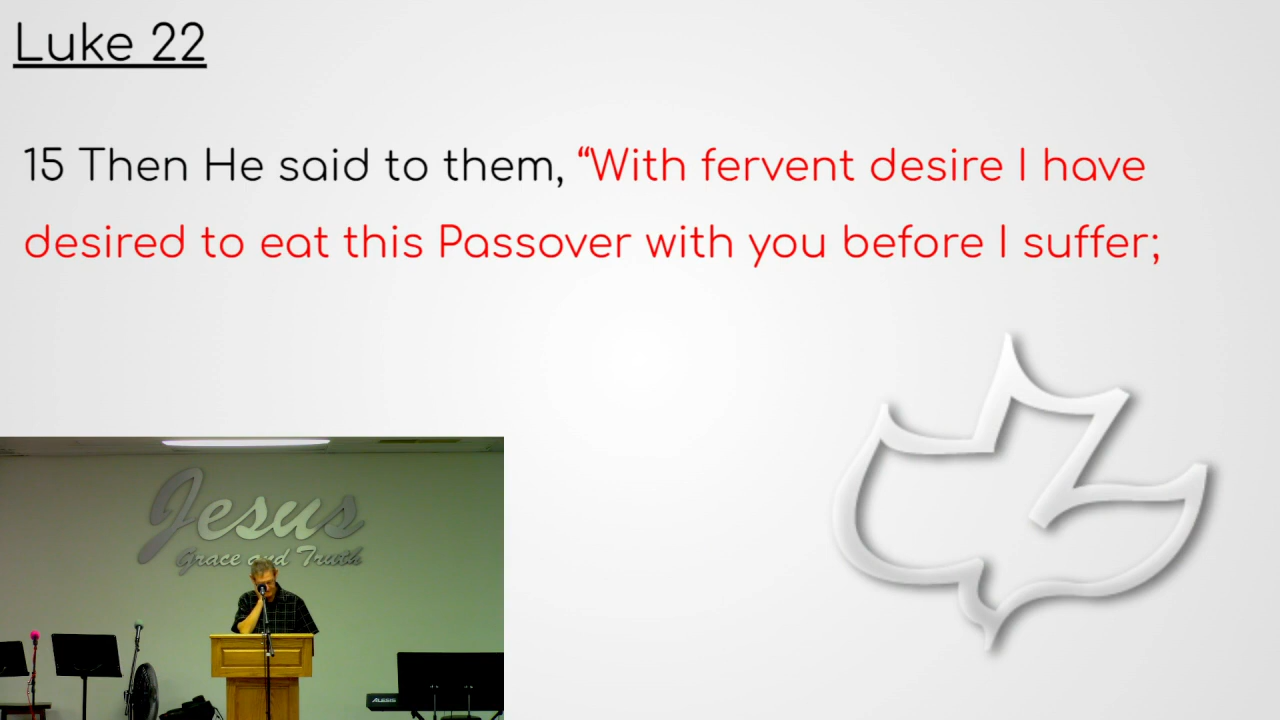 Luke 22
15 Then He said to them, “With fervent desire I have
desired to eat this Passover with you before I suffer;
Jesus
Grace and Truth
ALESIS